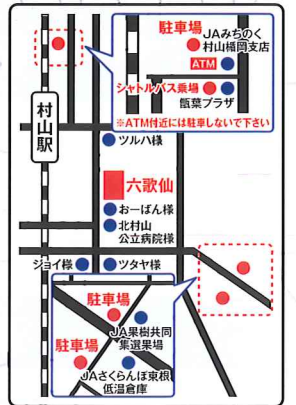 駐車場
JAみちのく
村山楯岡支店
ATM
シャトルバス乗場
甑葉プラザ
※ATM付近には駐車しないで下さい
村山駅
ツルハ様
六歌仙
おーばん様
北村山
公立病院様
ジョイ様
ツタヤ様
駐車場
JA果樹共同
集選果場
駐車場
JAさくらんぼ東根
低温倉庫